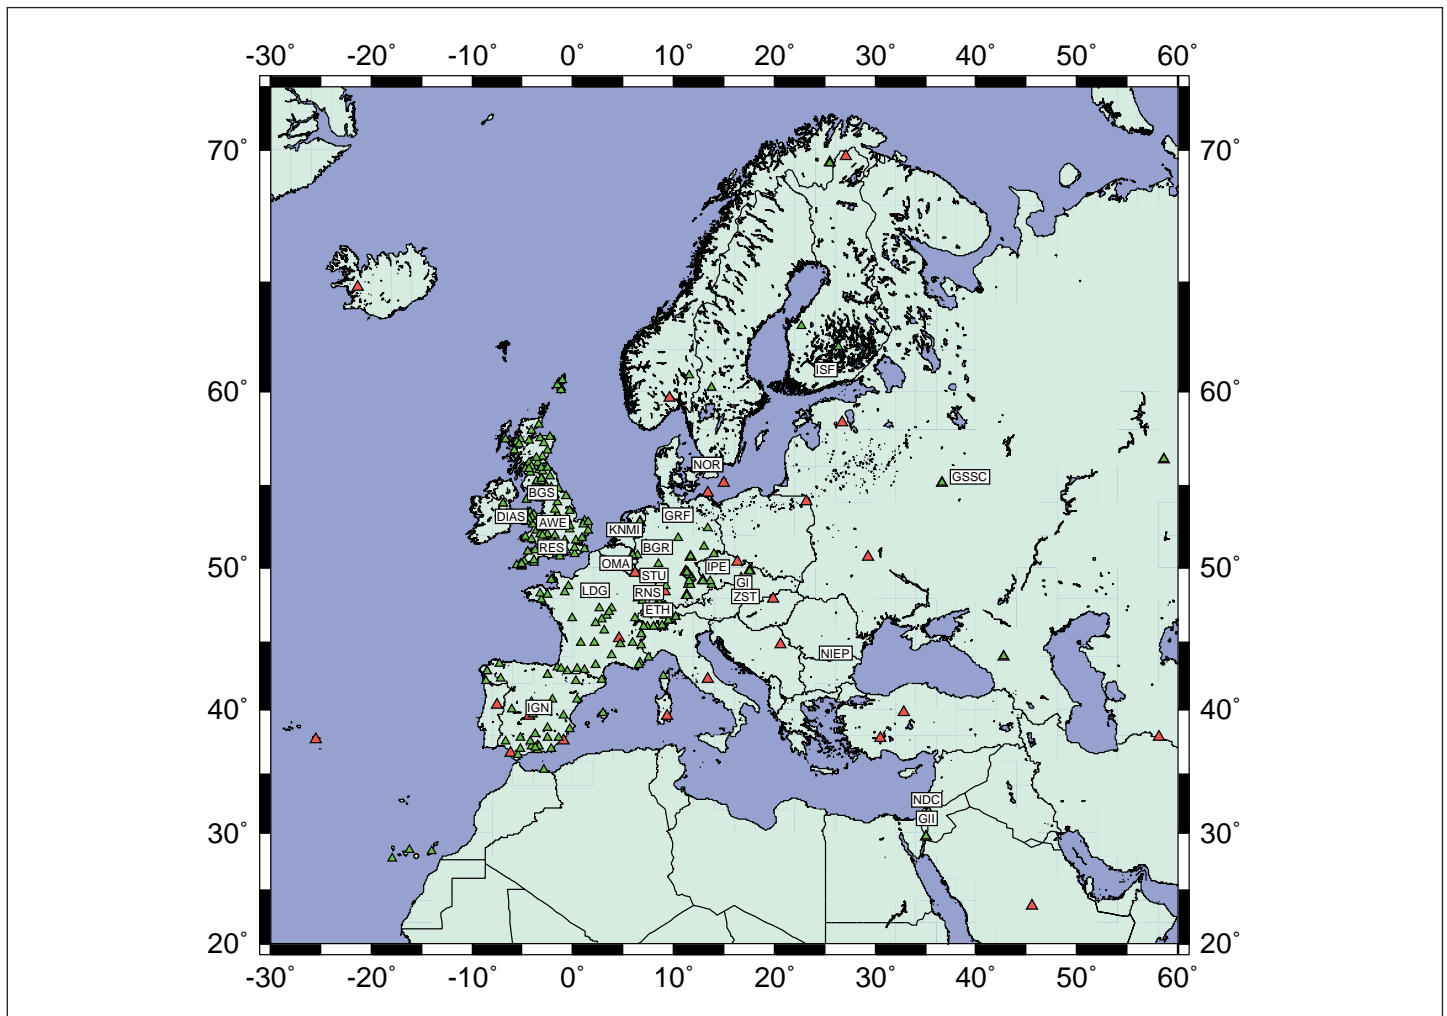 -30° -20° -10° 0° 10° 20° 30° 40° 50° 60°
70° 70°
ISF
60° 60°
NOR
GSSC
BGS
DIAS
GRF
AWE
KNMI
RES
BGR
50° 50°
OMA
IPE
STU
GI
LDG
RNS
ZST
ETH
NIEP
40° 40°
IGN
NDC
GII
30° 30°
20° 20°
-30° -20° -10° 0° 10° 20° 30° 40° 50° 60°